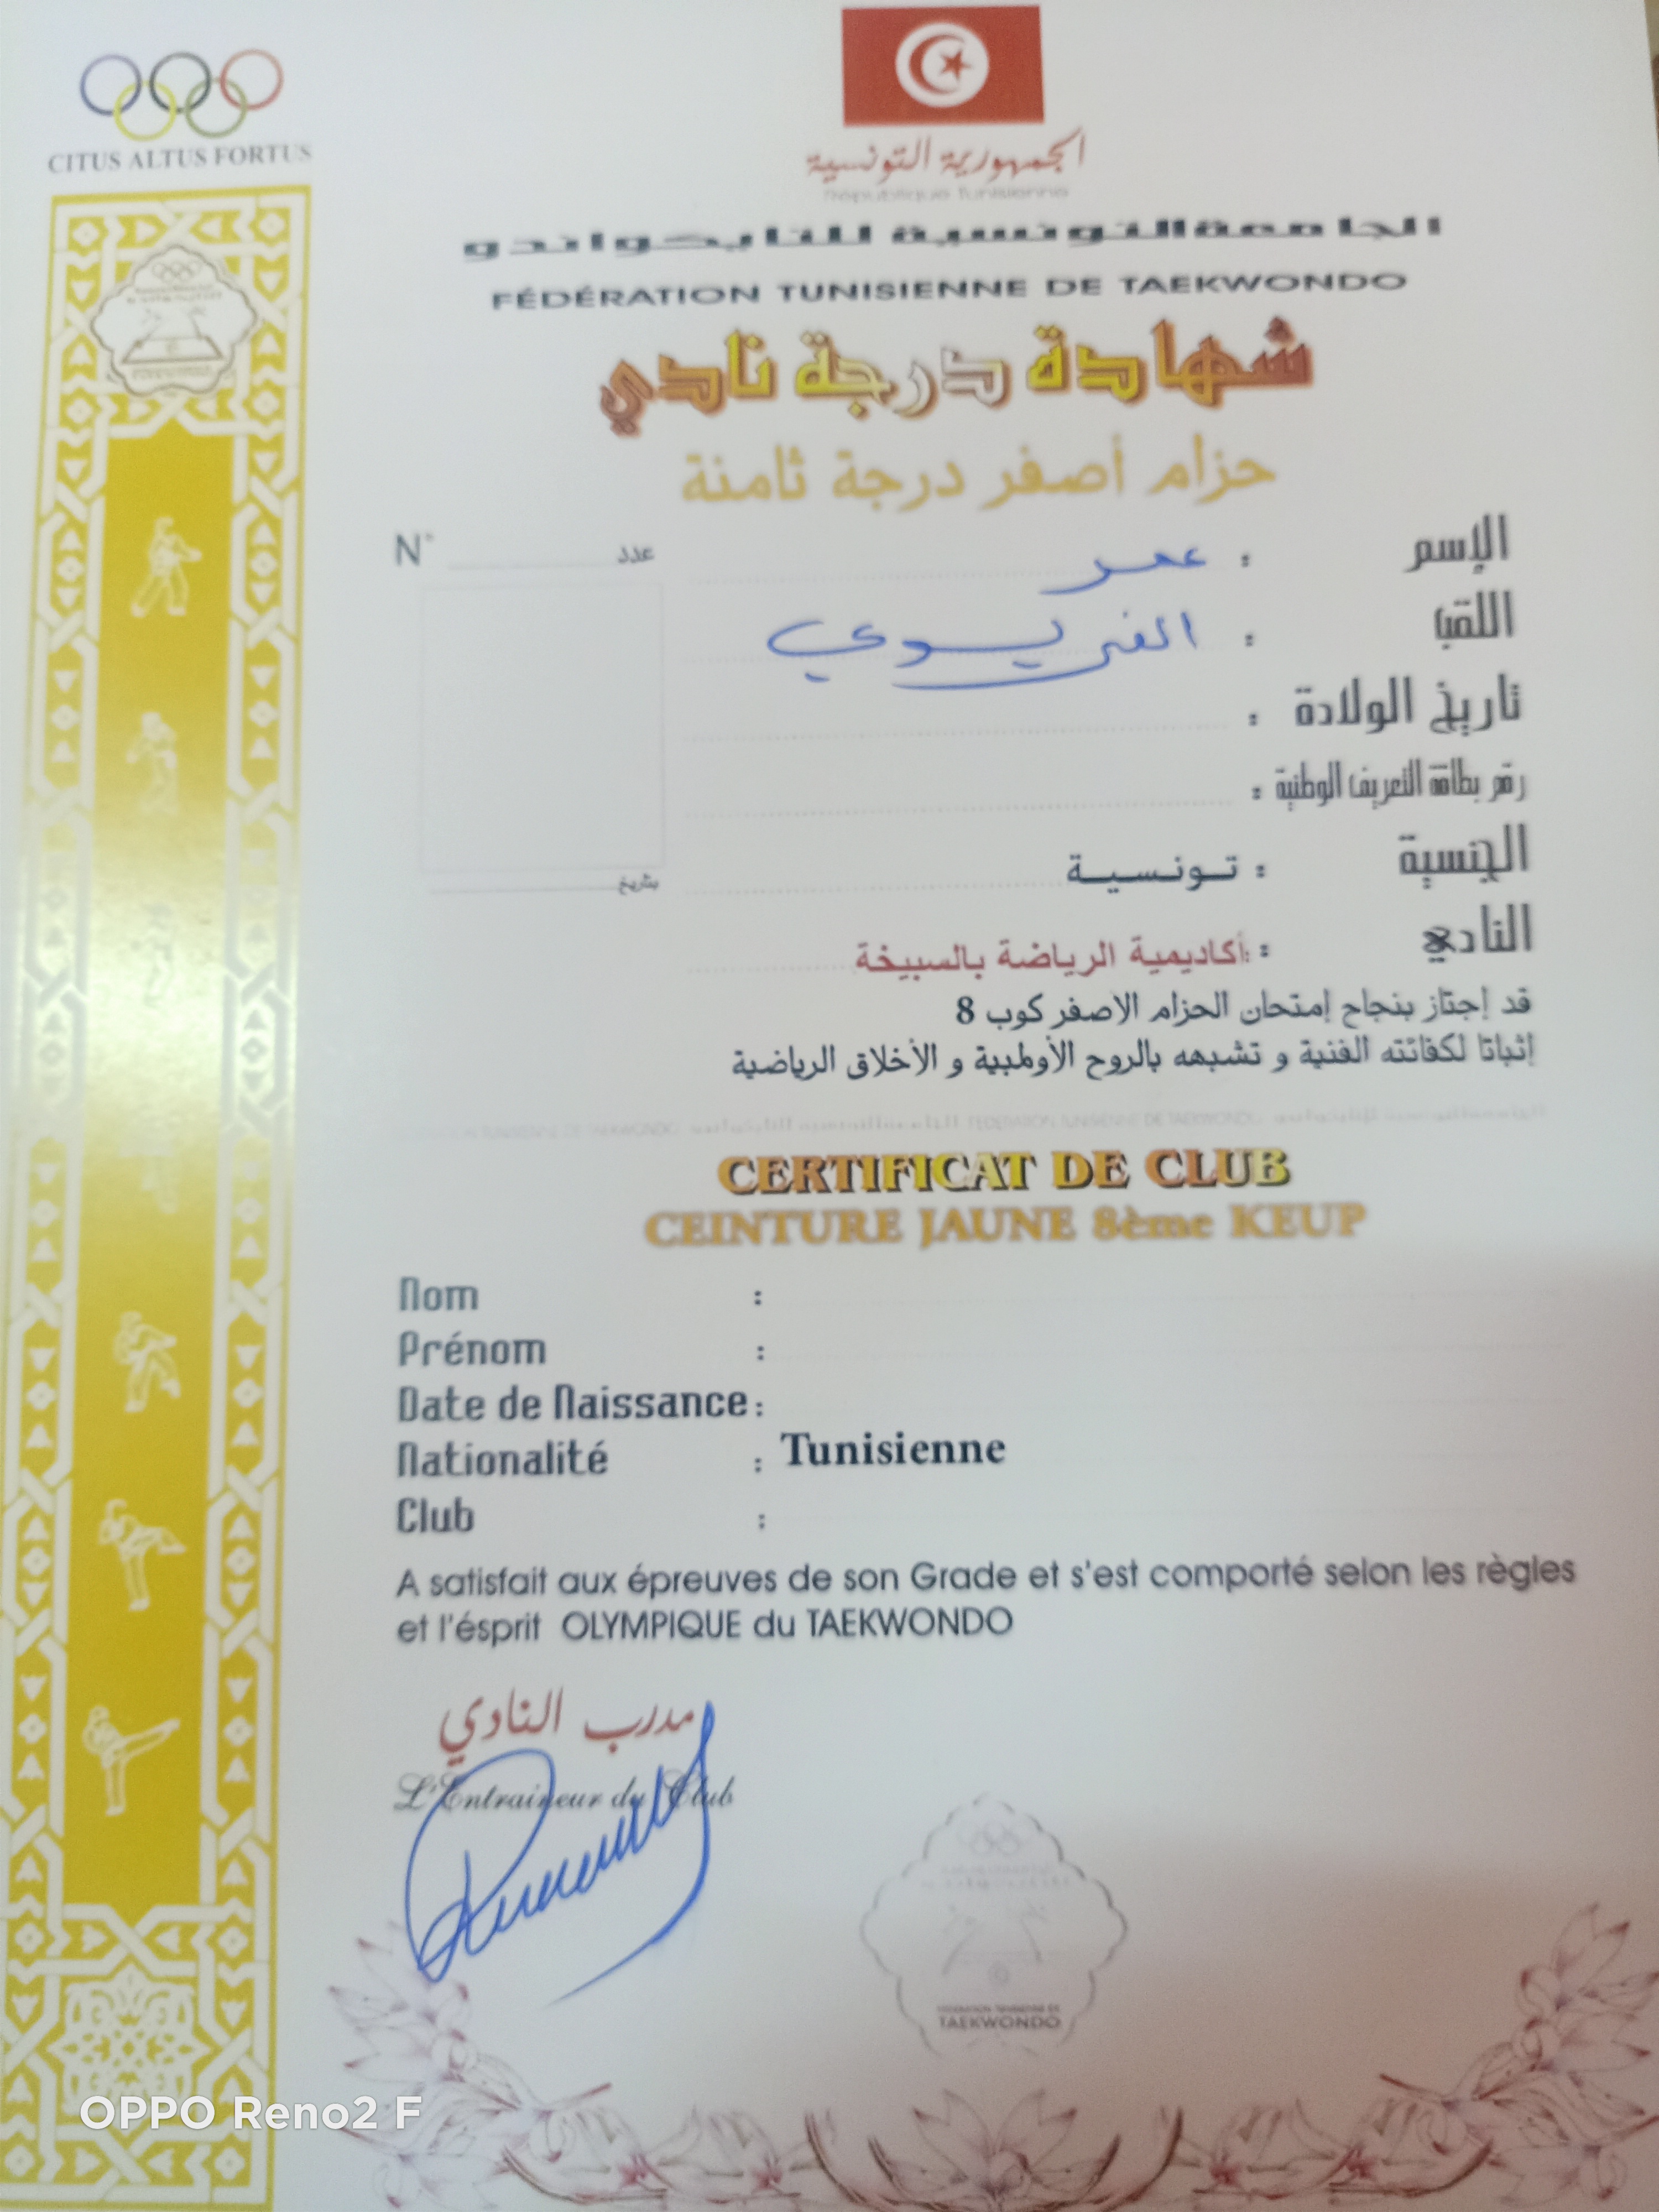 CITUS ALTUS FORTUS
الجمهورية التونسية
République Tunisienne
الجامعة التونسية للتايكواندو
FÉDÉRATION TUNISIENNE DE TAEKWONDO
شهادة درجة نادي
حزام أصفر درجة ثامنة
الإسم : عمر
N° عدد
اللقب :
تاريخ الولادة :
رقم بطاقة التعريف الوطنية :
الجنسية : تونسية
بتاريخ
النادي : أكاديمية الرياضة بالسبيخة
قد إجتاز بنجاح إمتحان الحزام الاصفر كوب 8
إثباتا لكفائته الفنية و تشبهه بالروح الأولمبية و الأخلاق الرياضية
CERTIFICAT DE CLUB
CEINTURE JAUNE 8ème KEUP
Nom :
Prénom :
Date de Naissance :
Nationalité : Tunisienne
Club :
A satisfait aux épreuves de son Grade et s'est comporté selon les règles
et l'ésprit OLYMPIQUE du TAEKWONDO
مدرب النادي
L'Entraineur du Club
TAEKWONDO
OPPO Reno2 F